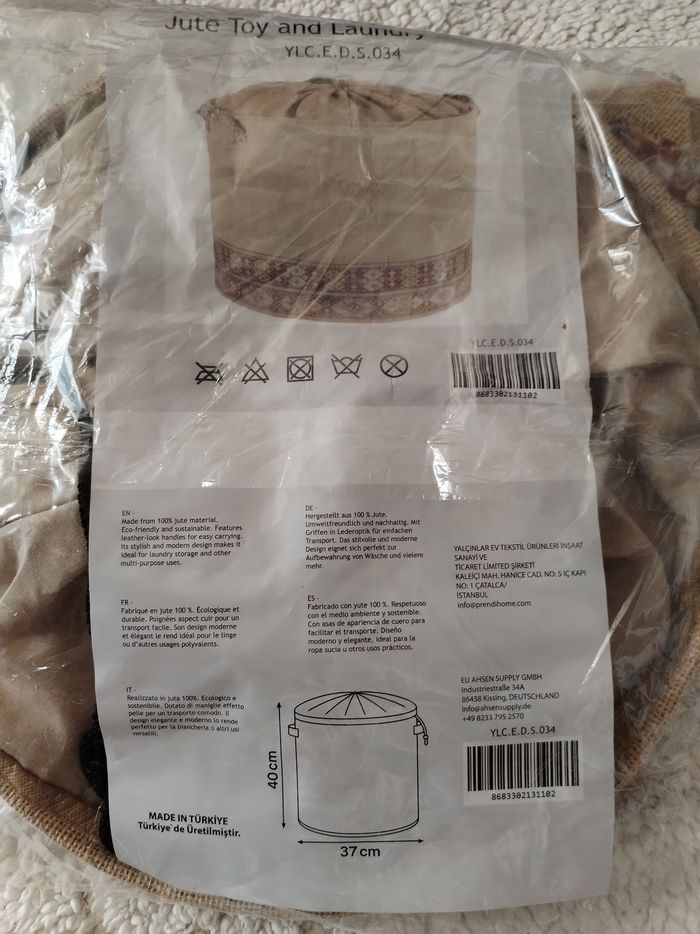 Jute Toy and Laundry
YLC.E.D.S.034
YLC.E.D.S.034
8683302131102
EN -
Made from 100% jute material.
Eco-friendly and sustainable. Features
leather-look handles for easy carrying.
Its stylish and modern design makes it
ideal for laundry storage and other
multi-purpose uses.
DE -
Hergestellt aus 100 % Jute.
Umweltfreundlich und nachhaltig. Mit
Griffen in Lederoptik für einfachen
Transport. Das stilvolle und moderne
Design eignet sich perfekt zur
Aufbewahrung von Wäsche und vielem
mehr.
YALÇINLAR EV TEKSTİL ÜRÜNLERİ İNŞAAT
SANAYİ VE
TİCARET LİMİTED ŞİRKETİ
KALEİÇİ MAH. HANİCE CAD. NO: 5 İÇ KAPI
NO: 1 ÇATALCA/
İSTANBUL
info@prendihome.com
FR -
Fabriqué en jute 100 %. Écologique et
durable. Poignées aspect cuir pour un
transport facile. Son design moderne
et élégant le rend idéal pour le linge
ou d'autres usages polyvalents.
ES -
Fabricado con yute 100 %. Respetuoso
con el medio ambiente y sostenible.
Con asas de apariencia de cuero para
facilitar el transporte. Diseño
moderno y elegante, ideal para la
ropa sucia u otros usos prácticos.
IT -
Realizzato in juta 100%. Ecologico e
sostenibile. Dotato di maniglie effetto
pelle per un trasporto comodo. Il
design elegante e moderno lo rende
perfetto per la biancheria o altri usi
versatili.
EU AHSEN SUPPLY GMBH
Industriestraße 34A
86438 Kissing, DEUTSCHLAND
info@ahsensupply.de
+49 8233 795 2570
YLC.E.D.S.034
8683302131102
40cm
37cm
MADE IN TÜRKİYE
Türkiye'de Üretilmiştir.